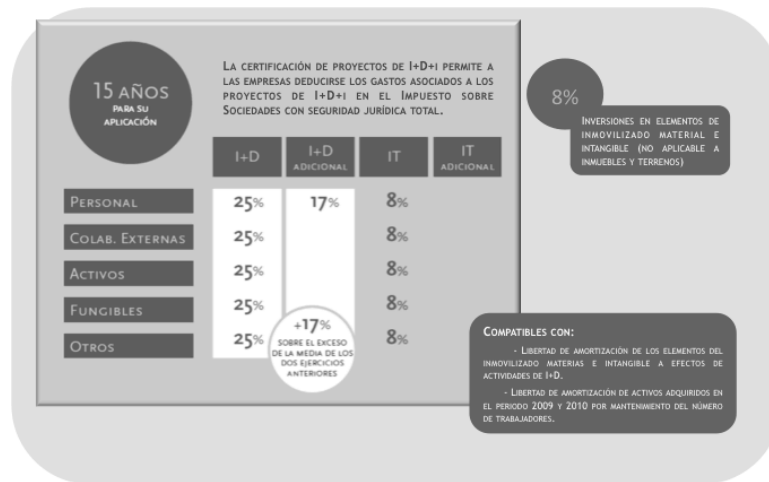 15 AÑOS
PARA SU
APLICACIÓN
LA CERTIFICACIÓN DE PROYECTOS DE I+D+I PERMITE A
LAS EMPRESAS DEDUCIRSE LOS GASTOS ASOCIADOS A LOS
PROYECTOS DE I+D+I EN EL IMPUESTO SOBRE
SOCIEDADES CON SEGURIDAD JURÍDICA TOTAL.
8%
INVERSIONES EN ELEMENTOS DE
INMOVILIZADO MATERIAL E
INTANGIBLE (NO APLICABLE A
INMUEBLES Y TERRENOS)
I+D
I+D
ADICIONAL
IT
IT
ADICIONAL
PERSONAL 25% 17% 8%
COLAB. EXTERNAS 25% 8%
ACTIVOS 25% 8%
FUNGIBLES 25% 8%
OTROS 25% 8%
+17%
SOBRE EL EXCESO
DE LA MEDIA DE LOS
DOS EJERCICIOS
ANTERIORES
COMPATIBLES CON:
- LIBERTAD DE AMORTIZACIÓN DE LOS ELEMENTOS DEL
INMOVILIZADO MATERIAS E INTANGIBLE A EFECTOS DE
ACTIVIDADES DE I+D.
- LIBERTAD DE AMORTIZACIÓN DE ACTIVOS ADQUIRIDOS EN
EL PERIODO 2009 Y 2010 POR MANTENIMIENTO DEL NÚMERO
DE TRABAJADORES.